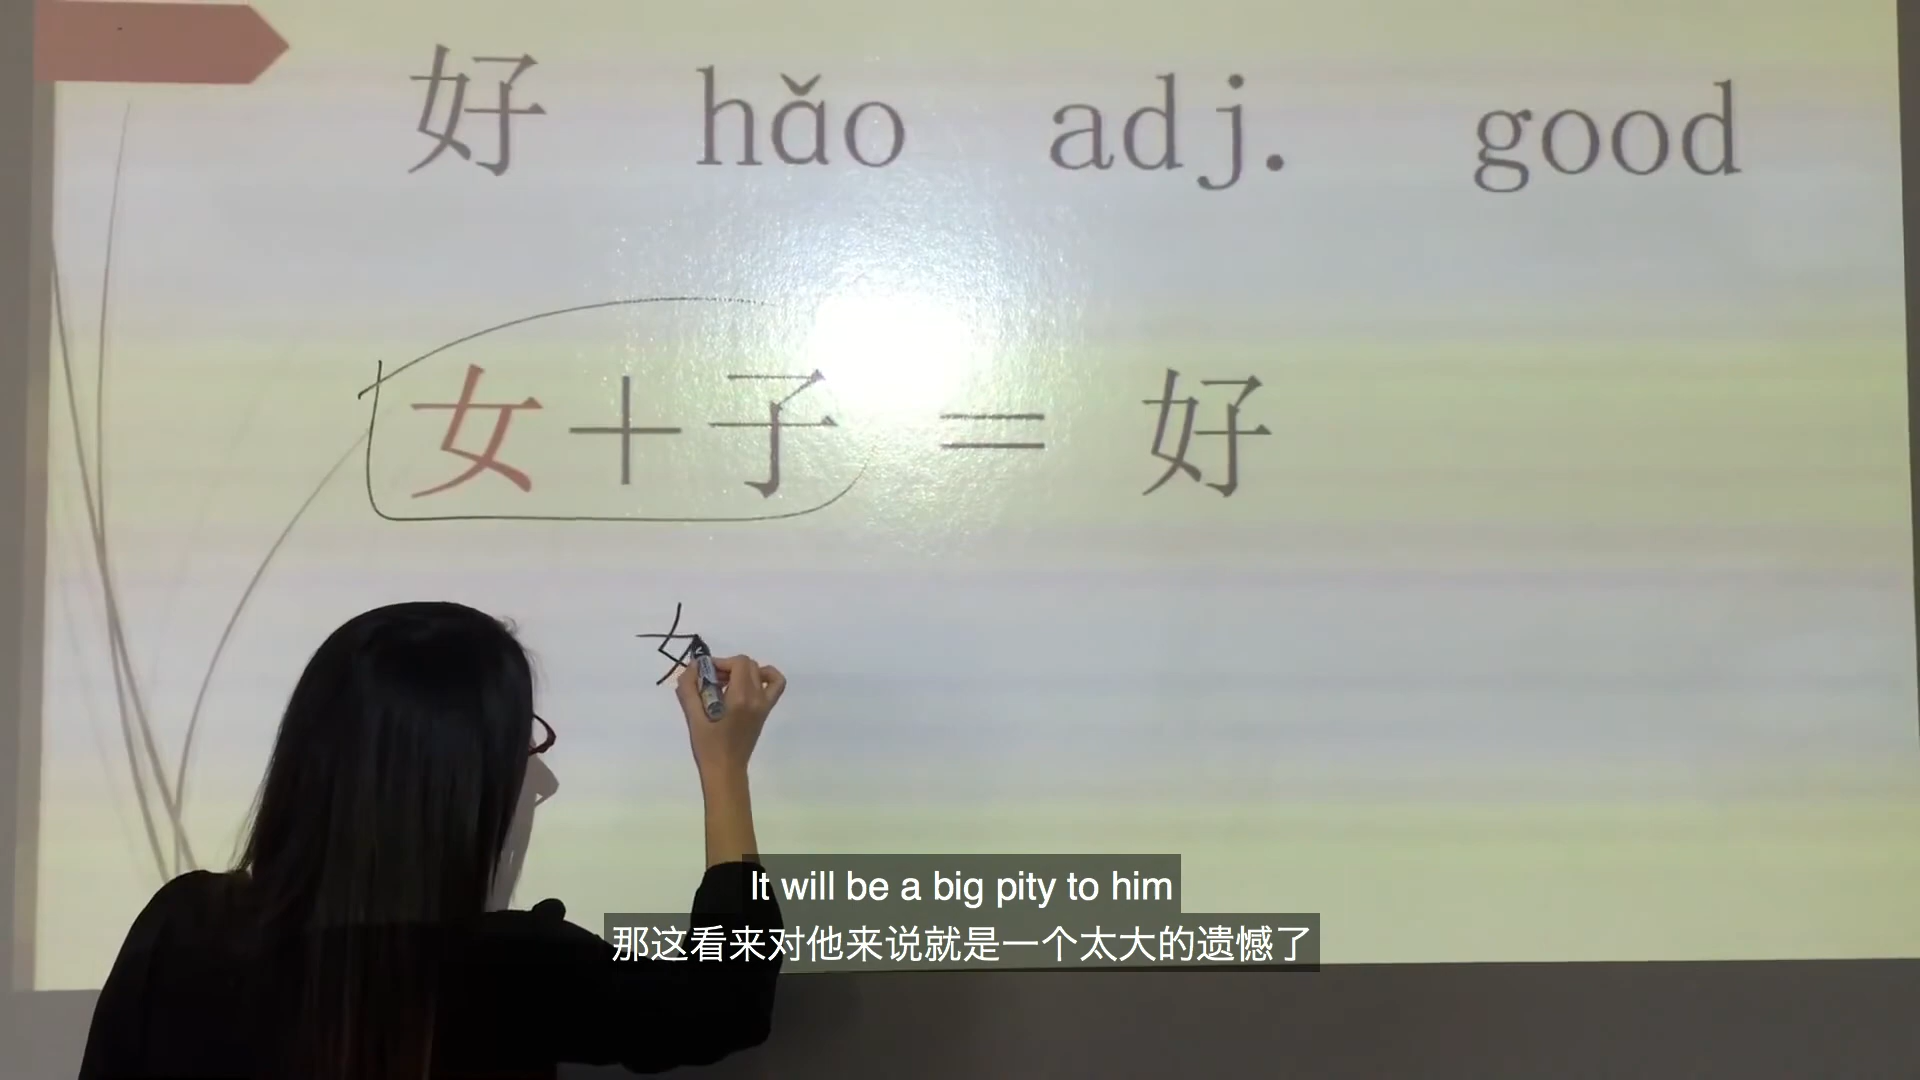 好 hǎo adj. good
女+子 = 好
女
It will be a big pity to him
那这看来对他来说就是一个太大的遗憾了